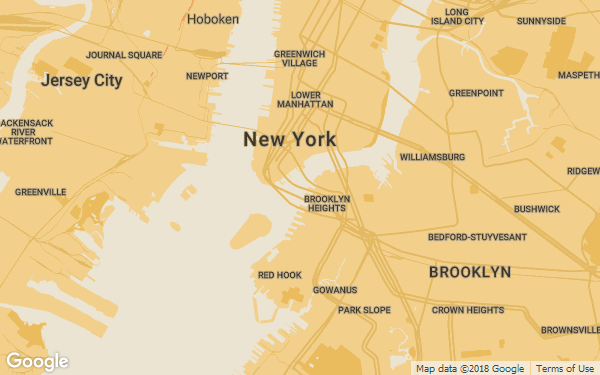 LONG
ISLAND CITY
SUNNYSIDE
Hoboken
JOURNAL SQUARE
GREENWICH
VILLAGE
NEWPORT
MASPETH
Jersey City
LOWER
MANHATTAN
GREENPOINT
ACKENSACK
RIVER
WATERFRONT
New York
WILLIAMSBURG
RIDGEW
GREENVILLE
BROOKLYN
HEIGHTS
BUSHWICK
BEDFORD-STUYVESANT
RED HOOK
BROOKLYN
GOWANUS
PARK SLOPE
CROWN HEIGHTS
BROWNSVILLE
Google
Map data ©2018 Google
Terms of Use